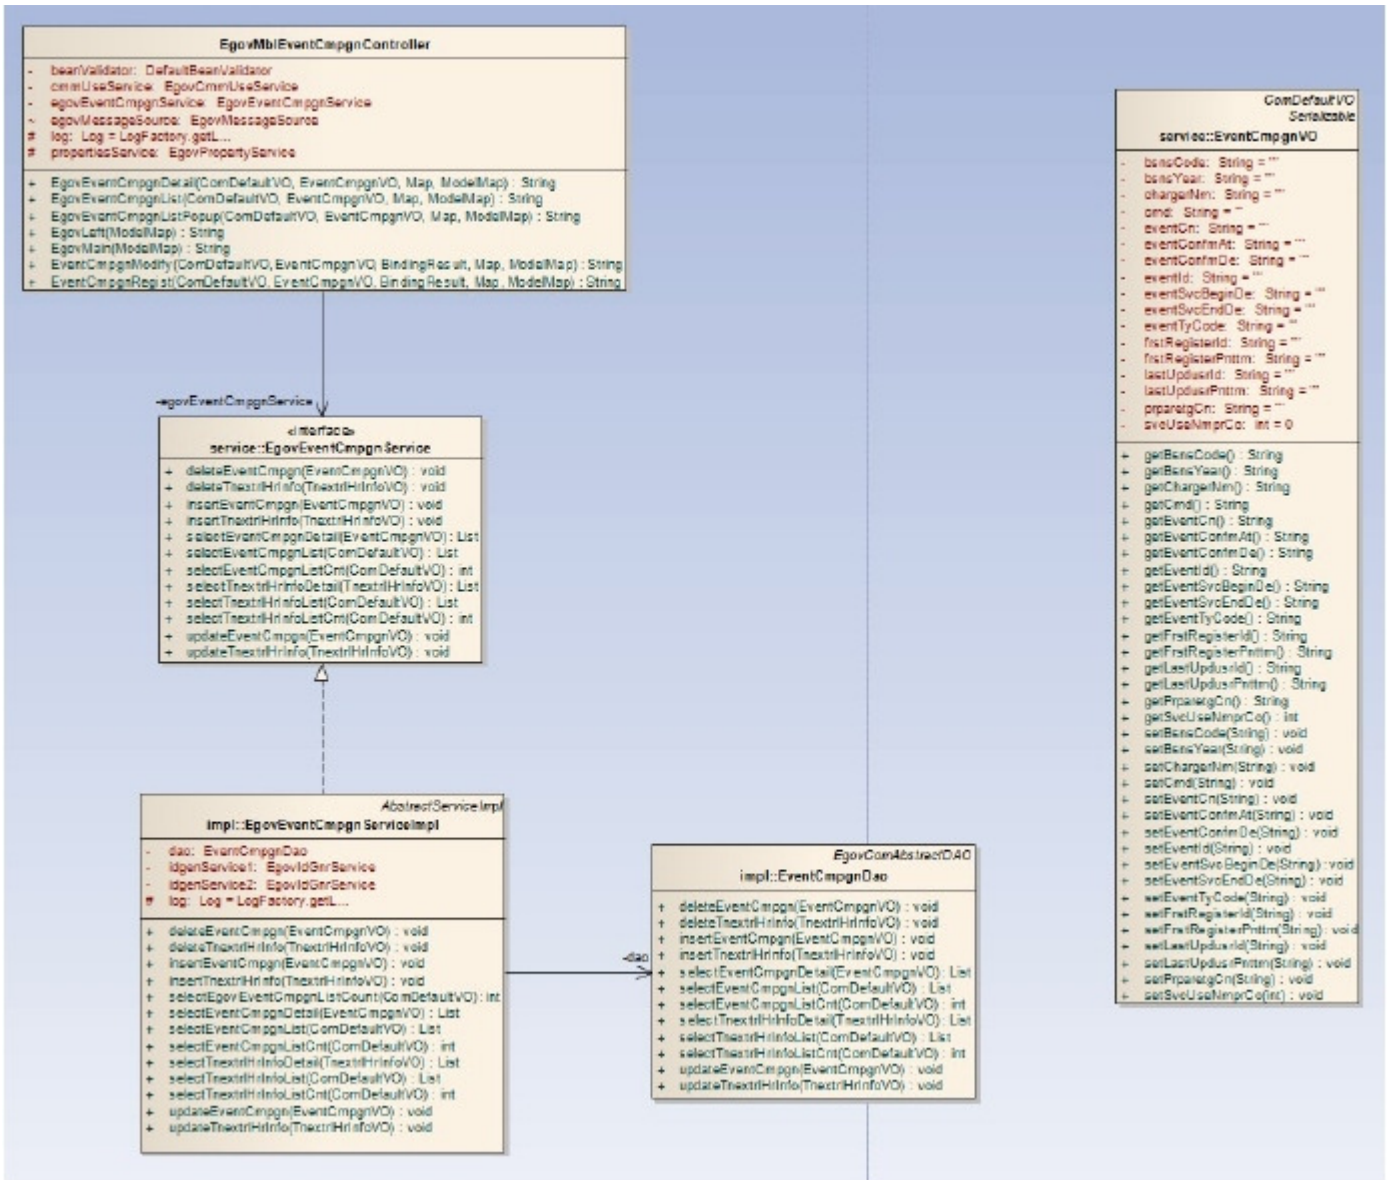 EgovMblEventCmpgnController
- beanValidator: DefaultBeanValidator
- cmmUseService: EgovCmmUseService
- egovEventCmpgnService: EgovEventCmpgnService
~ egovMessageSource: EgovMessageSource
# log: Log = LogFactory.getL...
# propertiesService: EgovPropertyService
+ EgovEventCmpgnDetail(ComDefaultVO, EventCmpgnVO, Map, ModelMap) : String
+ EgovEventCmpgnList(ComDefaultVO, EventCmpgnVO, Map, ModelMap) : String
+ EgovEventCmpgnListPopup(ComDefaultVO, EventCmpgnVO, Map, ModelMap) : String
+ EgovLeft(ModelMap) : String
+ EgovMain(ModelMap) : String
+ EventCmpgnModify(ComDefaultVO, EventCmpgnVO, BindingResult, Map, ModelMap) : String
+ EventCmpgnRegist(ComDefaultVO, EventCmpgnVO, BindingResult, Map, ModelMap) : String
-egovEventCmpgnService
«interface»
service::EgovEventCmpgnService
+ deleteEventCmpgn(EventCmpgnVO) : void
+ deleteTnextrlHrInfo(TnextrlHrInfoVO) : void
+ insertEventCmpgn(EventCmpgnVO) : void
+ insertTnextrlHrInfo(TnextrlHrInfoVO) : void
+ selectEventCmpgnDetail(EventCmpgnVO) : List
+ selectEventCmpgnList(ComDefaultVO) : List
+ selectEventCmpgnListCnt(ComDefaultVO) : int
+ selectTnextrlHrInfoDetail(TnextrlHrInfoVO) : List
+ selectTnextrlHrInfoList(ComDefaultVO) : List
+ selectTnextrlHrInfoListCnt(ComDefaultVO) : int
+ updateEventCmpgn(EventCmpgnVO) : void
+ updateTnextrlHrInfo(TnextrlHrInfoVO) : void
AbstractServiceImpl
impl::EgovEventCmpgnServiceImpl
- dao: EventCmpgnDao
- idgenService1: EgovIdGnrService
- idgenService2: EgovIdGnrService
# log: Log = LogFactory.getL...
+ deleteEventCmpgn(EventCmpgnVO) : void
+ deleteTnextrlHrInfo(TnextrlHrInfoVO) : void
+ insertEventCmpgn(EventCmpgnVO) : void
+ insertTnextrlHrInfo(TnextrlHrInfoVO) : void
+ selectEgovEventCmpgnListCount(ComDefaultVO) : int
+ selectEventCmpgnDetail(EventCmpgnVO) : List
+ selectEventCmpgnList(ComDefaultVO) : List
+ selectEventCmpgnListCnt(ComDefaultVO) : int
+ selectTnextrlHrInfoDetail(TnextrlHrInfoVO) : List
+ selectTnextrlHrInfoList(ComDefaultVO) : List
+ selectTnextrlHrInfoListCnt(ComDefaultVO) : int
+ updateEventCmpgn(EventCmpgnVO) : void
+ updateTnextrlHrInfo(TnextrlHrInfoVO) : void
-dao
EgovComAbstractDAO
impl::EventCmpgnDao
+ deleteEventCmpgn(EventCmpgnVO) : void
+ deleteTnextrlHrInfo(TnextrlHrInfoVO) : void
+ insertEventCmpgn(EventCmpgnVO) : void
+ insertTnextrlHrInfo(TnextrlHrInfoVO) : void
+ selectEventCmpgnDetail(EventCmpgnVO) : List
+ selectEventCmpgnList(ComDefaultVO) : List
+ selectEventCmpgnListCnt(ComDefaultVO) : int
+ selectTnextrlHrInfoDetail(TnextrlHrInfoVO) : List
+ selectTnextrlHrInfoList(ComDefaultVO) : List
+ selectTnextrlHrInfoListCnt(ComDefaultVO) : int
+ updateEventCmpgn(EventCmpgnVO) : void
+ updateTnextrlHrInfo(TnextrlHrInfoVO) : void
ComDefaultVO
Serializable
service::EventCmpgnVO
- bsnsCode: String = ""
- bsnsYear: String = ""
- chargerNm: String = ""
- cmd: String = ""
- eventCn: String = ""
- eventConfmAt: String = ""
- eventConfmDe: String = ""
- eventId: String = ""
- eventSvcBeginDe: String = ""
- eventSvcEndDe: String = ""
- eventTyCode: String = ""
- frstRegisterId: String = ""
- frstRegisterPnttm: String = ""
- lastUpdusrId: String = ""
- lastUpdusrPnttm: String = ""
- prparetgCn: String = ""
- svcUseNmprCo: int = 0
+ getBsnsCode() : String
+ getBsnsYear() : String
+ getChargerNm() : String
+ getCmd() : String
+ getEventCn() : String
+ getEventConfmAt() : String
+ getEventConfmDe() : String
+ getEventId() : String
+ getEventSvcBeginDe() : String
+ getEventSvcEndDe() : String
+ getEventTyCode() : String
+ getFrstRegisterId() : String
+ getFrstRegisterPnttm() : String
+ getLastUpdusrId() : String
+ getLastUpdusrPnttm() : String
+ getPrparetgCn() : String
+ getSvcUseNmprCo() : int
+ setBsnsCode(String) : void
+ setBsnsYear(String) : void
+ setChargerNm(String) : void
+ setCmd(String) : void
+ setEventCn(String) : void
+ setEventConfmAt(String) : void
+ setEventConfmDe(String) : void
+ setEventId(String) : void
+ setEventSvcBeginDe(String) : void
+ setEventSvcEndDe(String) : void
+ setEventTyCode(String) : void
+ setFrstRegisterId(String) : void
+ setFrstRegisterPnttm(String) : void
+ setLastUpdusrId(String) : void
+ setLastUpdusrPnttm(String) : void
+ setPrparetgCn(String) : void
+ setSvcUseNmprCo(int) : void